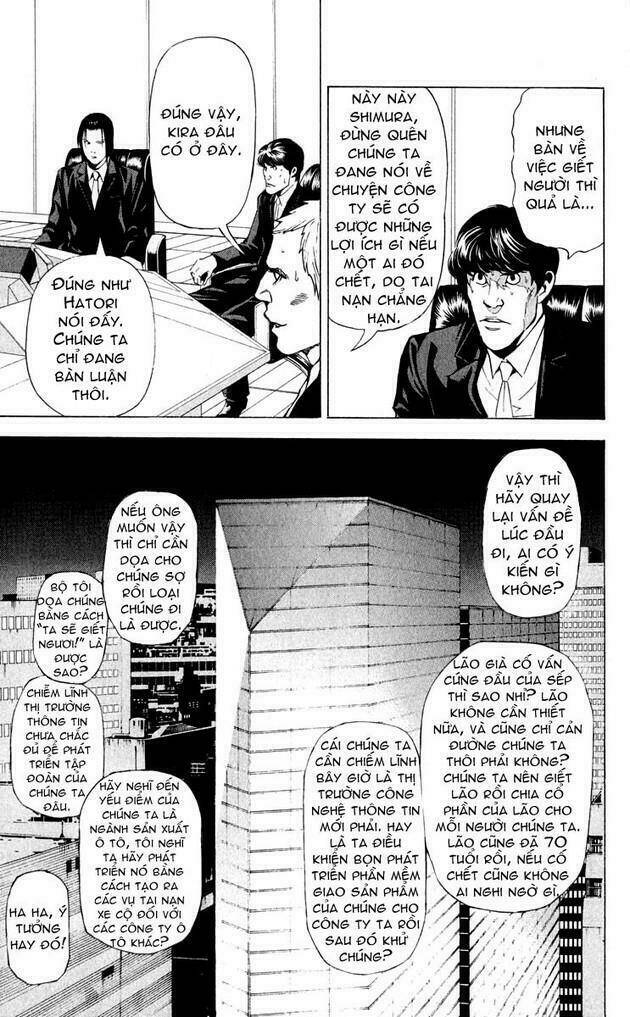 NHƯNG BÀN VỀ
VIỆC GIẾT
NGƯỜI THÌ
QUẢ LÀ...
NÀY NÀY
SHIMURA,
ĐỪNG QUÊN
CHÚNG TA
ĐANG NÓI VỀ
CHUYỆN CÔNG
TY SẼ CÓ
ĐƯỢC NHỮNG
LỢI ÍCH GÌ NẾU
MỘT AI ĐÓ
CHẾT, DO TAI
NẠN CHẲNG
HẠN.
ĐÚNG VẬY,
KIRA ĐÂU
CÓ Ở ĐÂY.
ĐÚNG NHƯ
HATORI
NÓI ĐẤY.
CHÚNG TA
CHỈ ĐANG
BÀN LUẬN
THÔI.
VẬY THÌ
HÃY QUAY
LẠI VẤN ĐỀ
LÚC ĐẦU
ĐI, AI CÓ Ý
KIẾN GÌ
KHÔNG?
LÃO GIÀ CỐ VẤN
CỨNG ĐẦU CỦA SẾP
THÌ SAO NHỈ? LÃO
KHÔNG CẦN THIẾT
NỮA, VÀ CŨNG CHỈ CẢN
ĐƯỜNG CHÚNG TA
THÔI PHẢI KHÔNG?
CHÚNG TA NÊN GIẾT
LÃO RỒI CHIA CỔ
PHẦN CỦA LÃO CHO
MỖI NGƯỜI CHÚNG TA.
LÃO CŨNG ĐÃ 70
TUỔI RỒI, NẾU CÓ
CHẾT CŨNG KHÔNG
AI NGHI NGỜ GÌ.
CÁI CHÚNG TA
CẦN CHIẾM LĨNH
BÂY GIỜ LÀ THỊ
TRƯỜNG CÔNG
NGHỆ THÔNG TIN
MỚI PHẢI. HAY
LÀ TA ĐIỀU
KHIỂN BỌN PHÁT
TRIỂN PHẦN MỀM
GIAO SẢN PHẨM
CỦA CHÚNG CHO
CÔNG TY TA RỒI
SAU ĐÓ KHỬ
CHÚNG?
NẾU ÔNG
MUỐN VẬY
THÌ CHỈ CẦN
DỌA CHO
CHÚNG SỢ
RỒI LOẠI
CHÚNG ĐI
LÀ ĐƯỢC.
BỘ TÔI
DỌA CHÚNG
BẰNG CÁCH
"TA SẼ GIẾT
NGƯƠI!" LÀ
ĐƯỢC
SAO?
CHIẾM LĨNH
THỊ TRƯỜNG
THÔNG TIN
CHƯA CHẮC
ĐỦ ĐỂ PHÁT
TRIỂN TẬP
ĐOÀN CỦA
CHÚNG TA
ĐÂU.
HÃY NGHĨ ĐẾN
YẾU ĐIỂM CỦA
CHÚNG TA LÀ
NGÀNH SẢN XUẤT
Ô TÔ, TÔI NGHĨ
TA HÃY PHÁT
TRIỂN NÓ BẰNG
CÁCH TẠO RA
CÁC VỤ TAI NẠN
XE CỘ ĐỐI VỚI
CÁC CÔNG TY Ô
TÔ KHÁC?
HA HA, Ý
TƯỞNG
HAY ĐÓ!